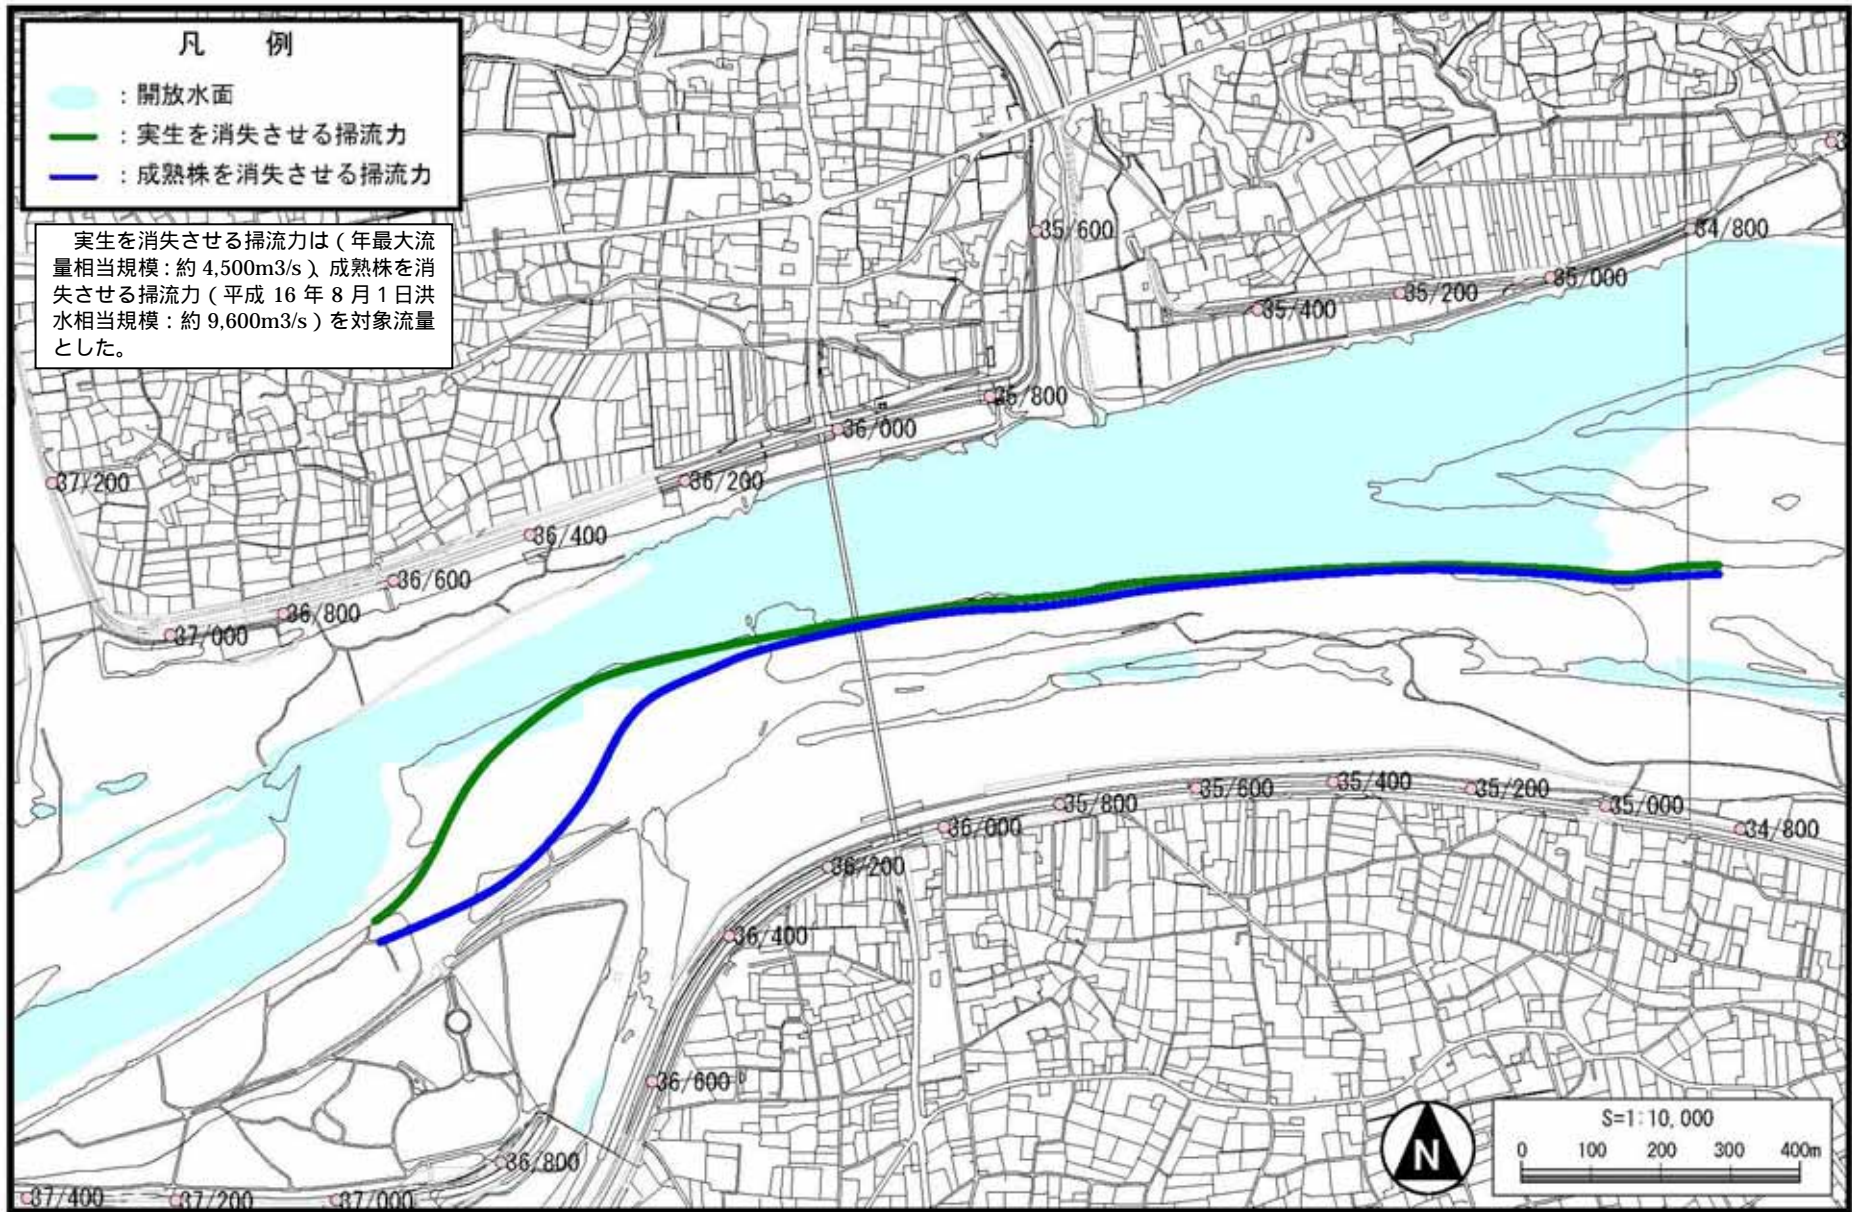 凡 例
：開放水面
：実生を消失させる掃流力
：成熟株を消失させる掃流力
実生を消失させる掃流力は（年最大流
量相当規模：約 4,500m3/s）、成熟株を消
失させる掃流力（平成 16 年 8 月 1 日洪
水相当規模：約 9,600m3/s）を対象流量
とした。
35/600
34/800
35/000
35/200
35/400
35/800
36/000
36/200
37/200
36/400
36/600
36/800
37/000
35/400
35/200
35/600
35/800
35/000
36/000
34/800
36/200
36/400
36/600
36/800
37/400
37/200
37/000
N
S=1:10,000
0 100 200 300 400m